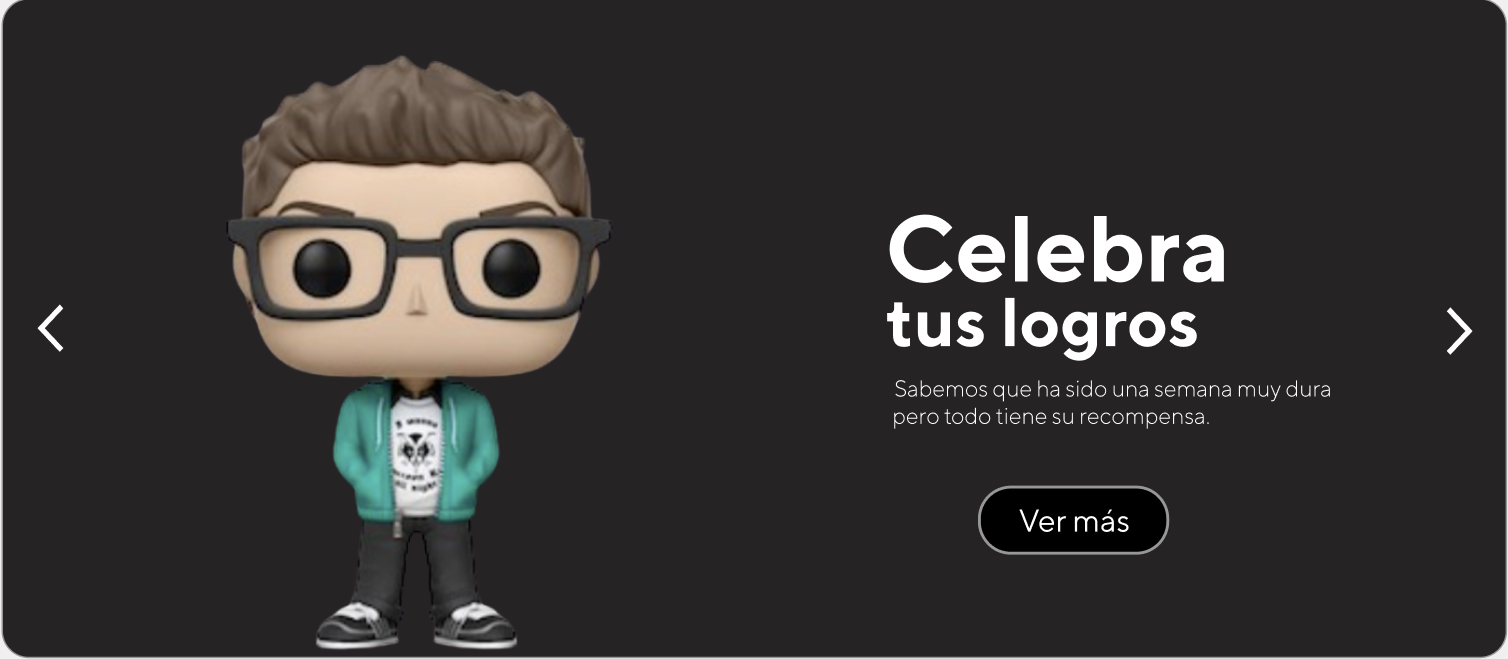 Celebra
tus logros
Sabemos que ha sido una semana muy dura
pero todo tiene su recompensa.
Ver más